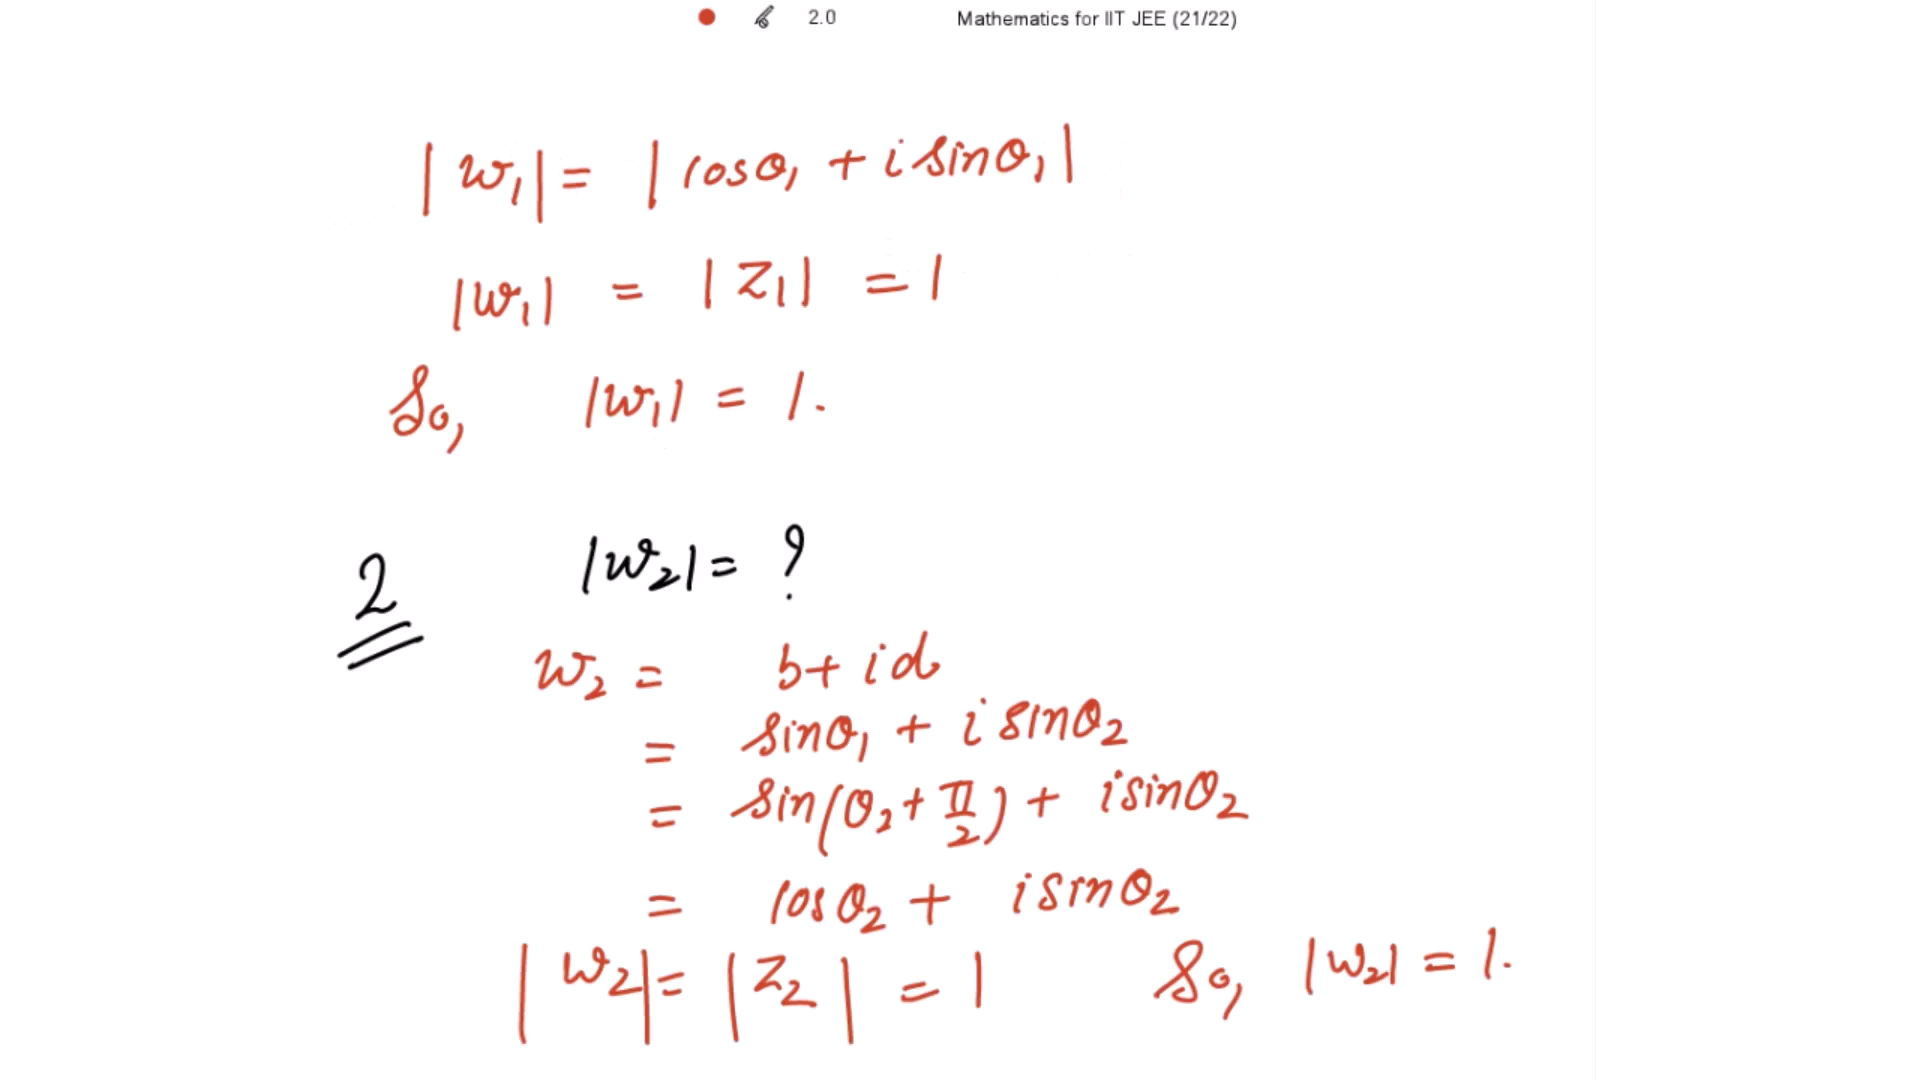 2.0 Mathematics for IIT JEE (21/22)
|w₁| = |cosθ₁ + i sinθ₁|
|w₁| = |z₁| = 1
So, |w₁| = 1.
2 |w₂| = ?
w₂ = b + id
= sinθ₁ + i sinθ₂
= sin(θ₂ + π/2) + i sinθ₂
= cosθ₂ + i sinθ₂
|w₂| = |z₂| = 1 So, |w₂| = 1.